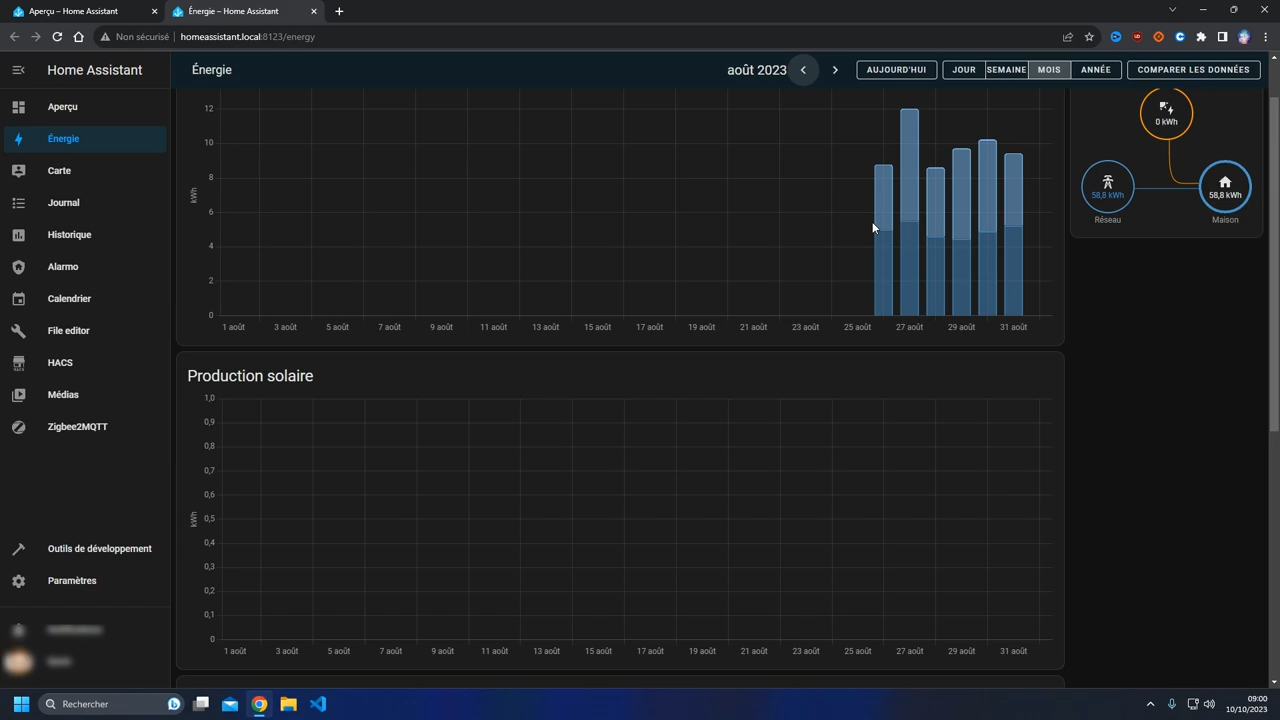 Aperçu – Home Assistant
Énergie – Home Assistant
Non sécurisé
homeassistant.local:8123/energy
Home Assistant
Aperçu
Énergie
Carte
Journal
Historique
Alarmo
Calendrier
File editor
HACS
Médias
Zigbee2MQTT
Outils de développement
Paramètres
Énergie
août 2023
AUJOURD'HUI
JOUR SEMAINE MOIS ANNÉE
COMPARER LES DONNÉES
kWh
12
10
8
6
4
2
0
1 août 3 août 5 août 7 août 9 août 11 août 13 août 15 août 17 août 19 août 21 août 23 août 25 août 27 août 29 août 31 août
0 kWh
58,8 kWh
58,8 kWh
Réseau
Maison
Production solaire
kWh
1,0
0,9
0,8
0,7
0,6
0,5
0,4
0,3
0,2
0,1
0
1 août 3 août 5 août 7 août 9 août 11 août 13 août 15 août 17 août 19 août 21 août 23 août 25 août 27 août 29 août 31 août
Rechercher
09:00
10/10/2023